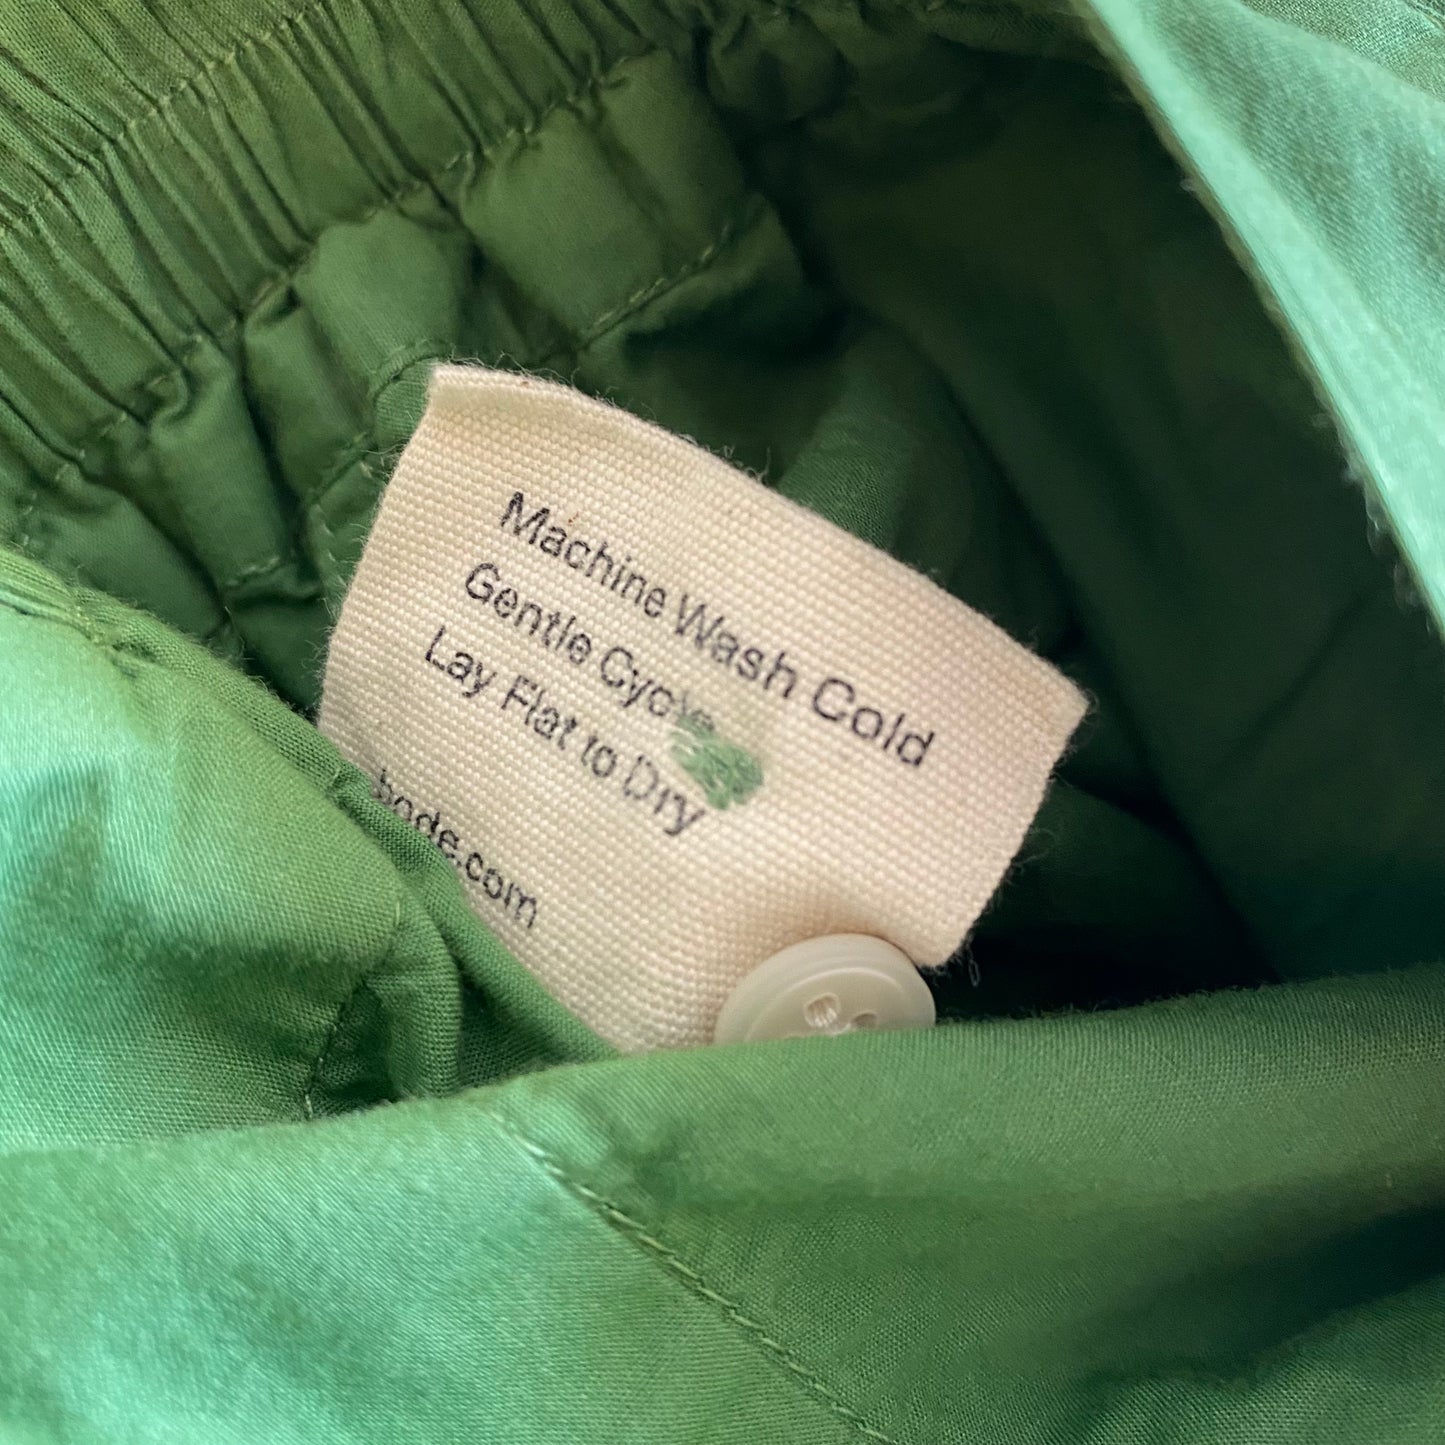 Machine Wash Cold
Gentle Cycle
Lay Flat to Dry
bode.com